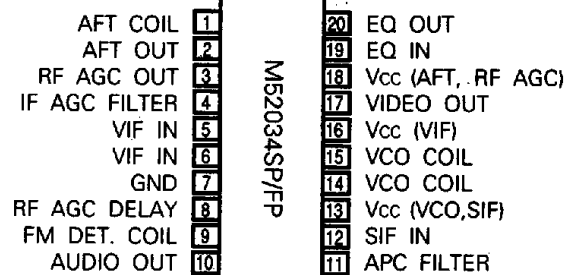 AFT COIL 1 20 EQ OUT
AFT OUT 2 19 EQ IN
RF AGC OUT 3 18 Vcc (AFT, RF AGC)
IF AGC FILTER 4 17 VIDEO OUT
VIF IN 5 16 Vcc (VIF)
VIF IN 6 15 VCO COIL
GND 7 14 VCO COIL
RF AGC DELAY 8 13 Vcc (VCO,SIF)
FM DET. COIL 9 12 SIF IN
AUDIO OUT 10 11 APC FILTER
M52034SP/FP